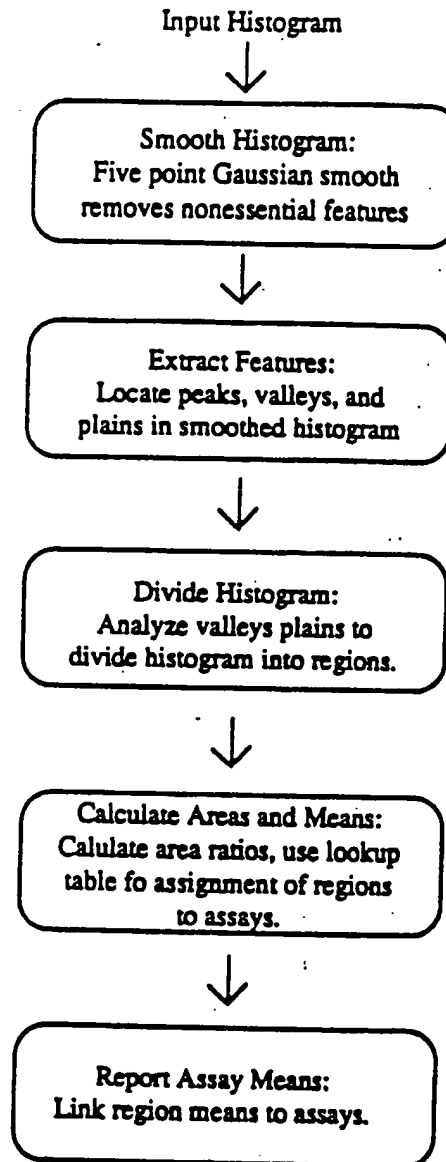 Input Histogram
Smooth Histogram:
Five point Gaussian smooth
removes nonessential features
Extract Features:
Locate peaks, valleys, and
plains in smoothed histogram
Divide Histogram:
Analyze valleys plains to
divide histogram into regions.
Calculate Areas and Means:
Calulate area ratios, use lookup
table fo assignment of regions
to assays.
Report Assay Means:
Link region means to assays.